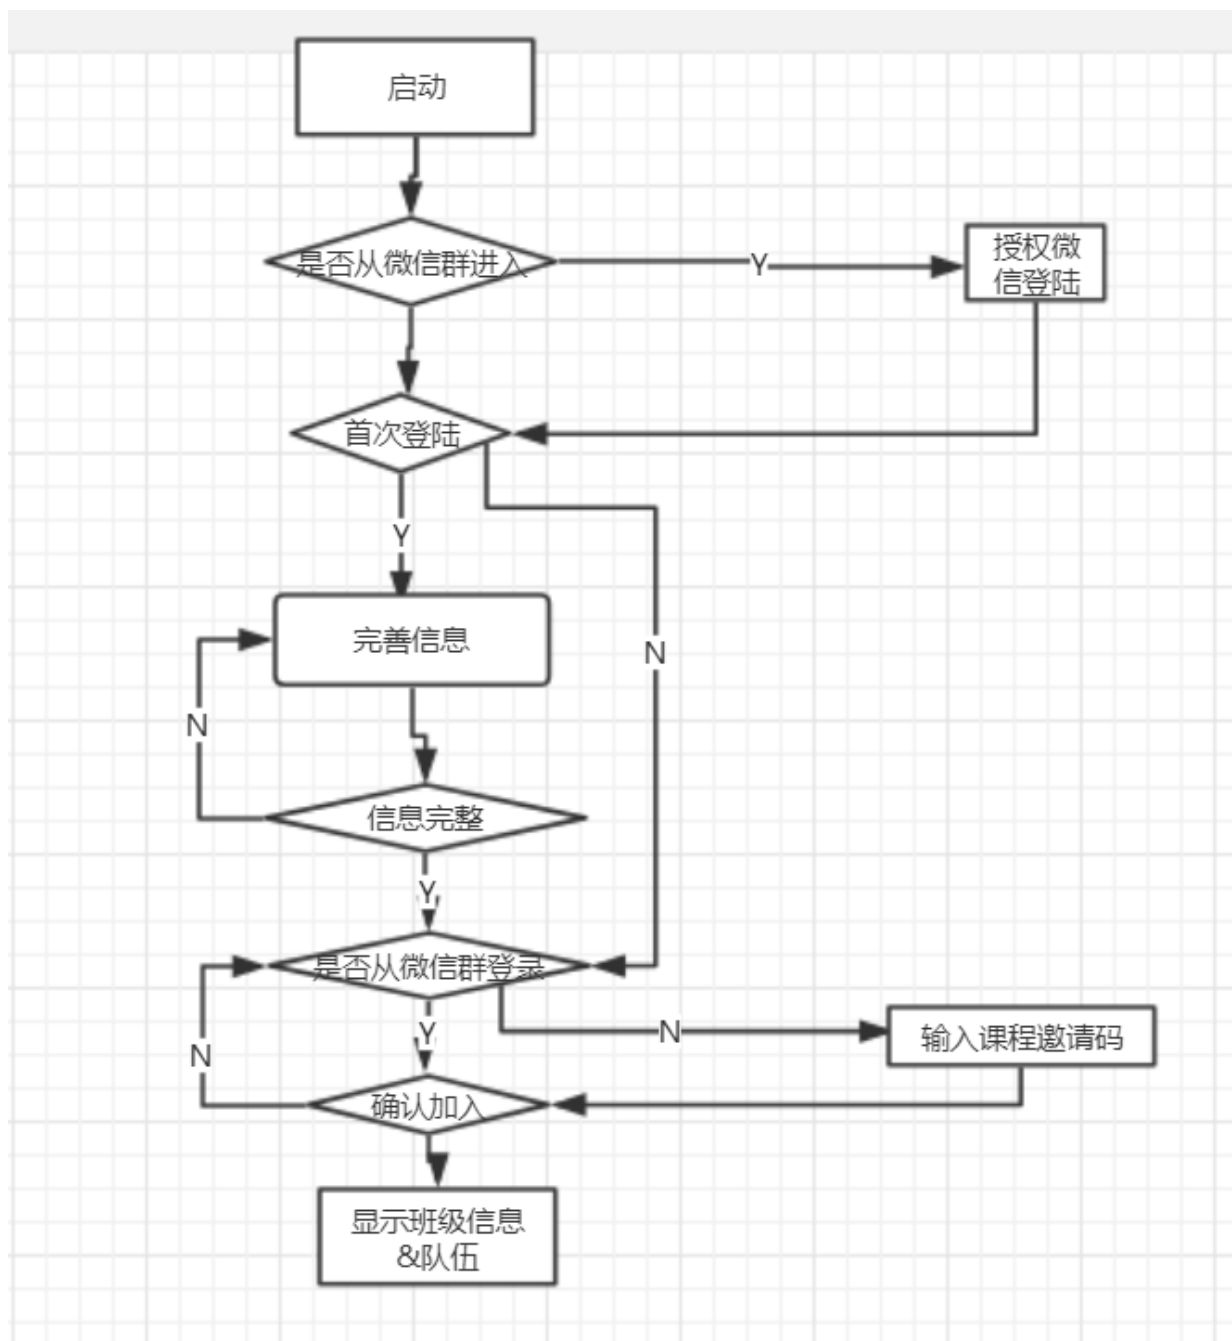 启动
是否从微信群进入
Y
授权微
信登陆
首次登陆
Y
完善信息
N
N
信息完整
Y
是否从微信群登录
Y
N
输入课程邀请码
N
确认加入
显示班级信息
&队伍